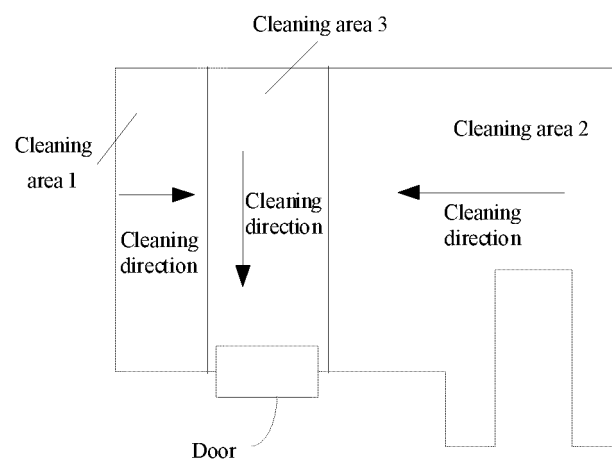 Cleaning area 3
Cleaning area 2
Cleaning
area 1
Cleaning
direction
Cleaning
direction
Cleaning
direction
Door